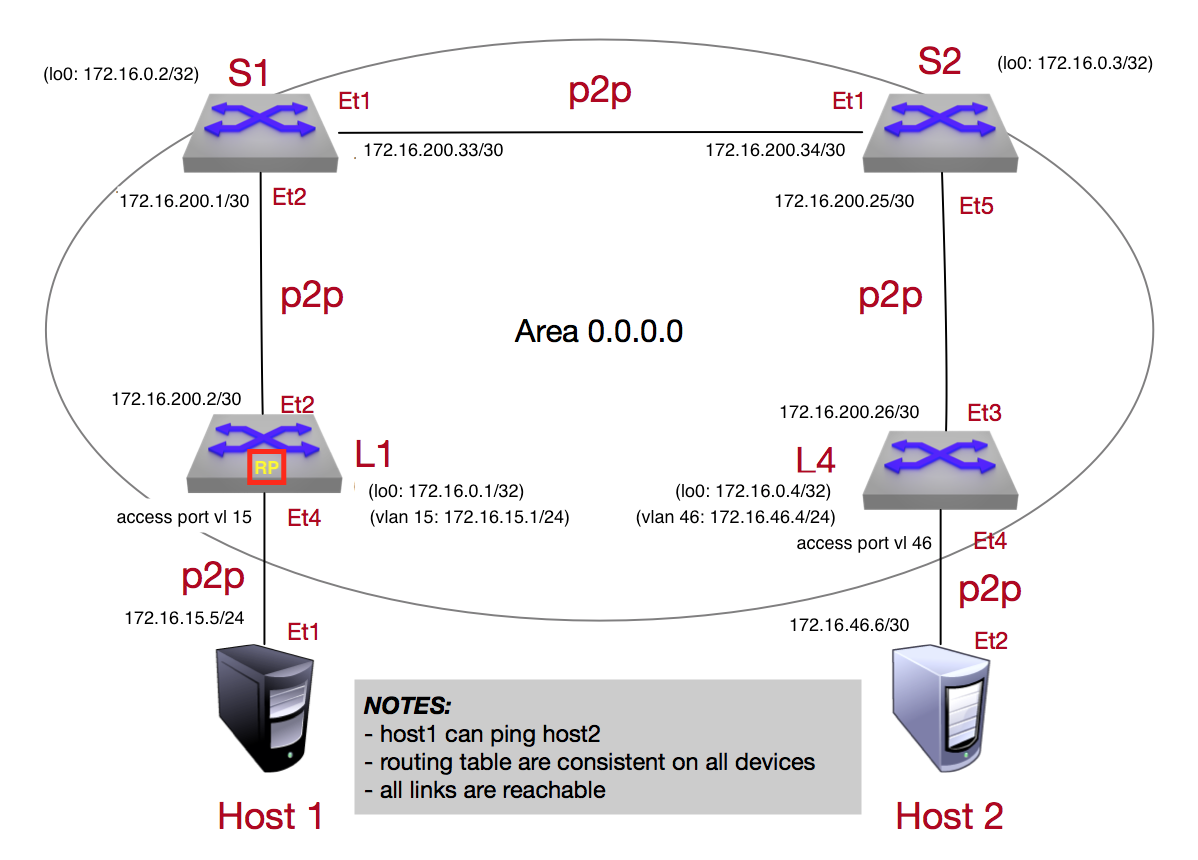 S1
(lo0: 172.16.0.2/32)
Et1
172.16.200.33/30
172.16.200.1/30
Et2
p2p
S2
(lo0: 172.16.0.3/32)
Et1
172.16.200.34/30
172.16.200.25/30
Et5
p2p
p2p
Area 0.0.0.0
172.16.200.2/30
Et2
RP
L1
(lo0: 172.16.0.1/32)
(vlan 15: 172.16.15.1/24)
access port vl 15
Et4
172.16.200.26/30
Et3
L4
(lo0: 172.16.0.4/32)
(vlan 46: 172.16.46.4/24)
access port vl 46
Et4
p2p
172.16.15.5/24
Et1
p2p
172.16.46.6/30
Et2
NOTES:
- host1 can ping host2
- routing table are consistent on all devices
- all links are reachable
Host 1
Host 2